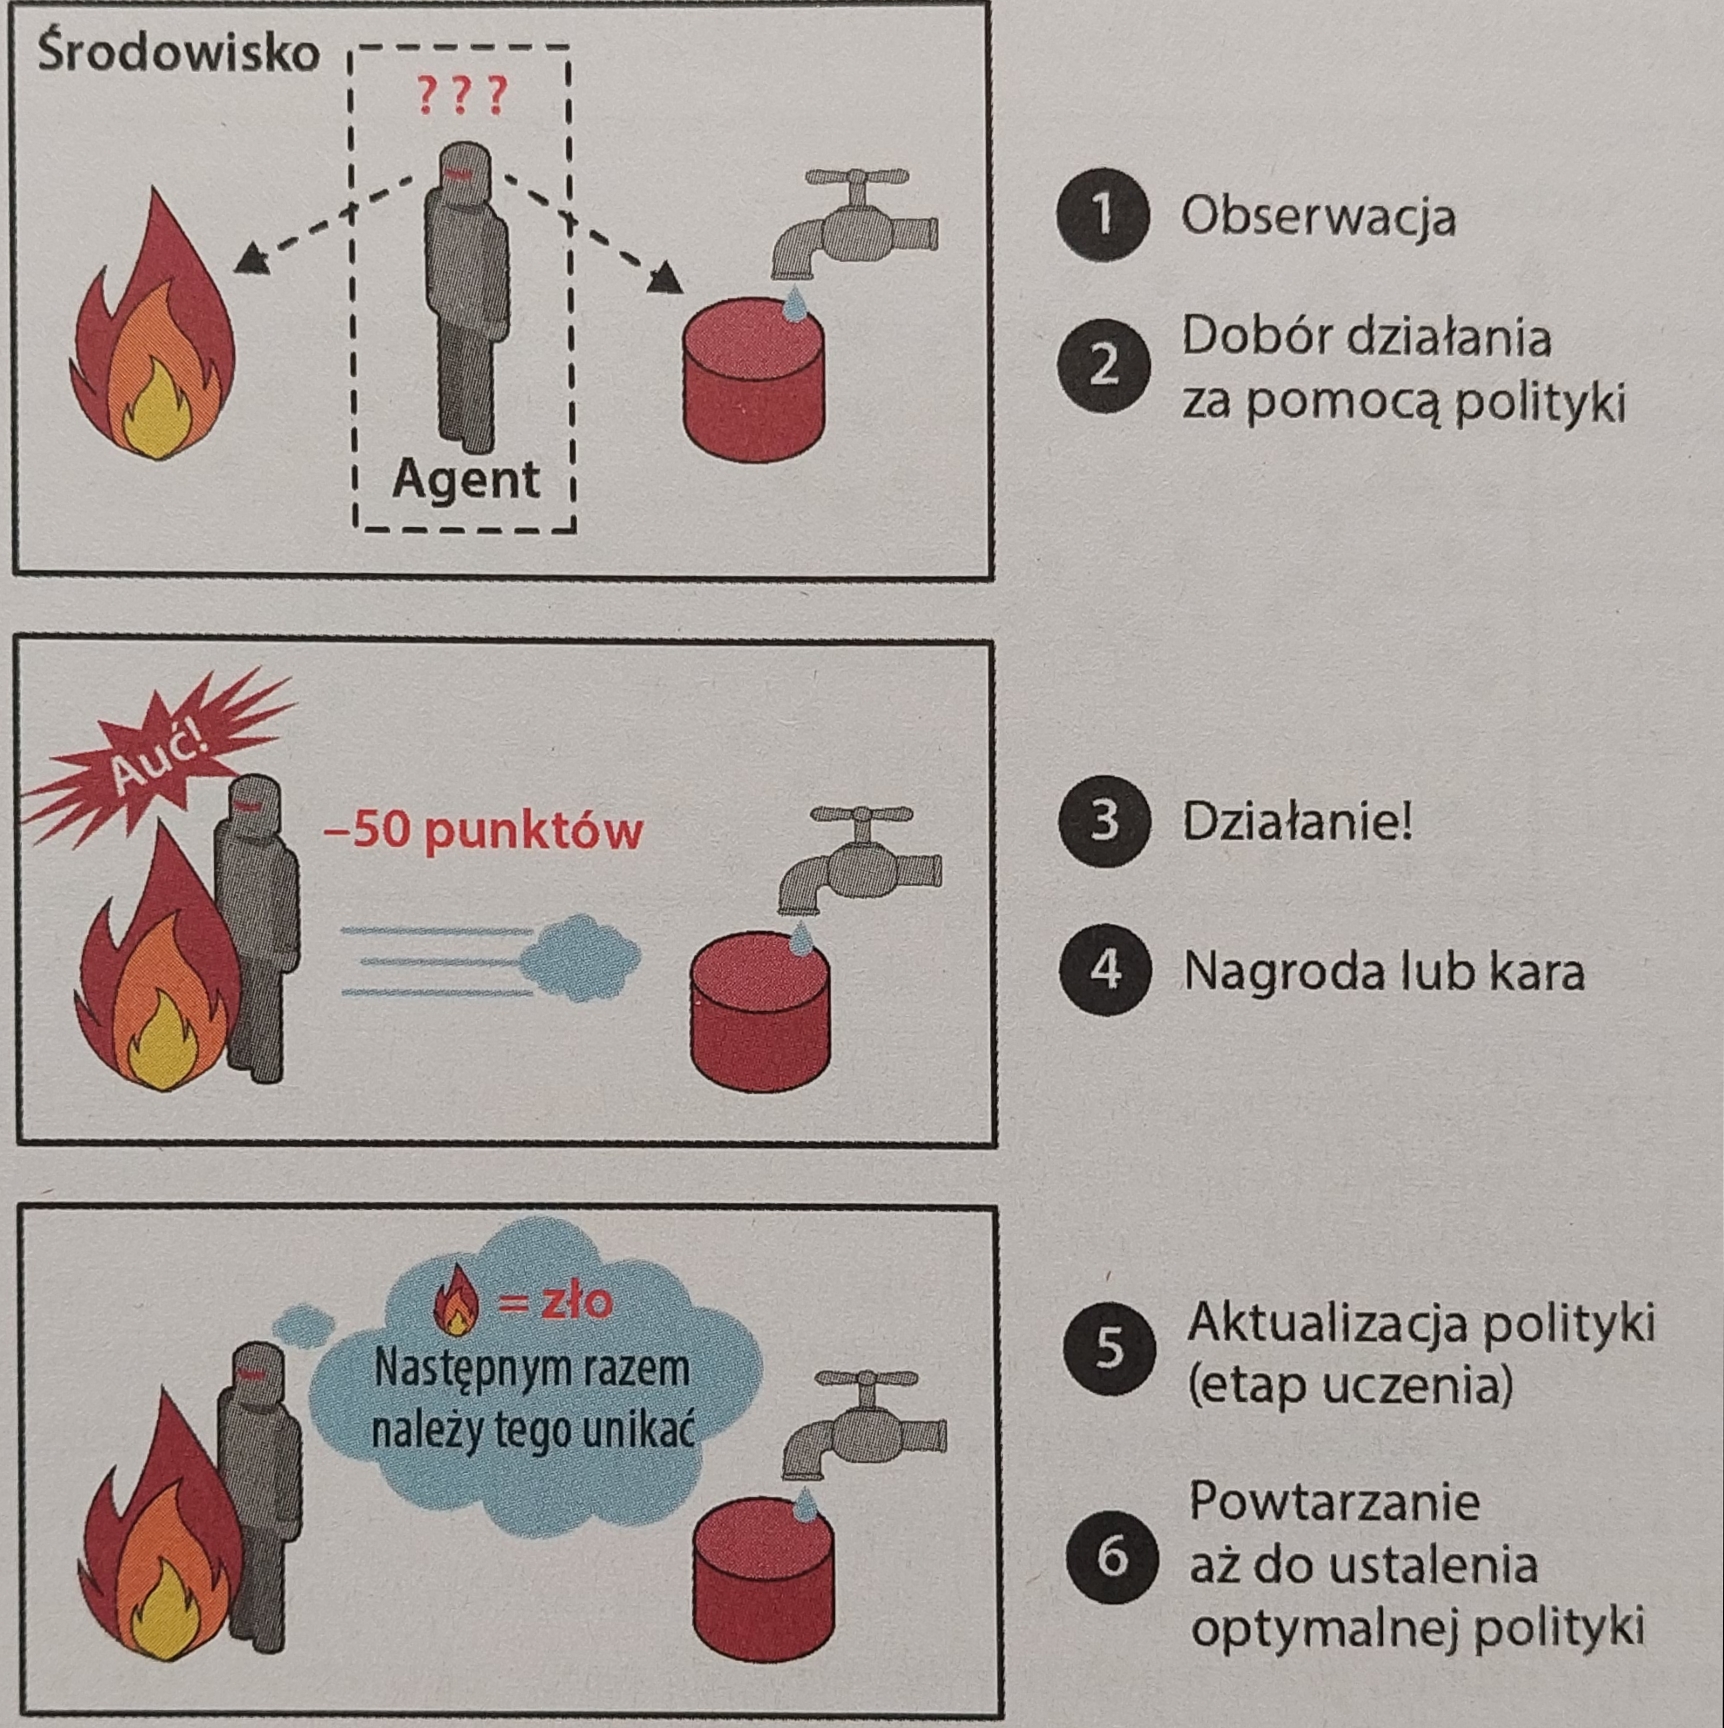 Środowisko
? ? ?
Agent
1 Obserwacja
2 Dobór działania
za pomocą polityki
Auć!
–50 punktów
3 Działanie!
4 Nagroda lub kara
= zło
Następnym razem
należy tego unikać
5 Aktualizacja polityki
(etap uczenia)
6 Powtarzanie
aż do ustalenia
optymalnej polityki